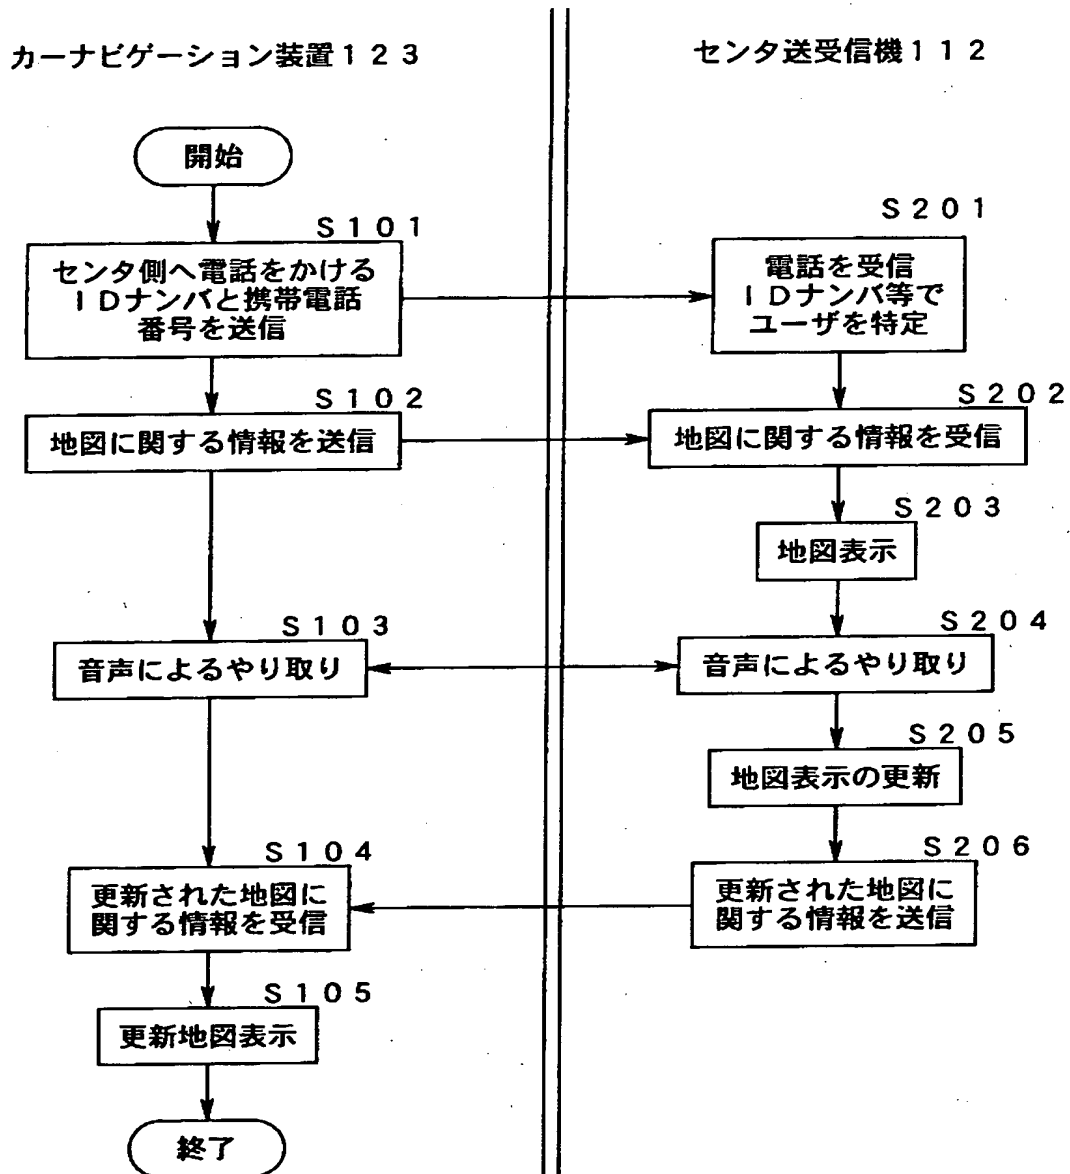 カーナビゲーション装置１２３
開始
Ｓ１０１
センタ側へ電話をかける
ＩＤナンバと携帯電話
番号を送信
Ｓ１０２
地図に関する情報を送信
Ｓ１０３
音声によるやり取り
Ｓ１０４
更新された地図に
関する情報を受信
Ｓ１０５
更新地図表示
終了
センタ送受信機１１２
Ｓ２０１
電話を受信
ＩＤナンバ等で
ユーザを特定
Ｓ２０２
地図に関する情報を受信
Ｓ２０３
地図表示
Ｓ２０４
音声によるやり取り
Ｓ２０５
地図表示の更新
Ｓ２０６
更新された地図に
関する情報を送信